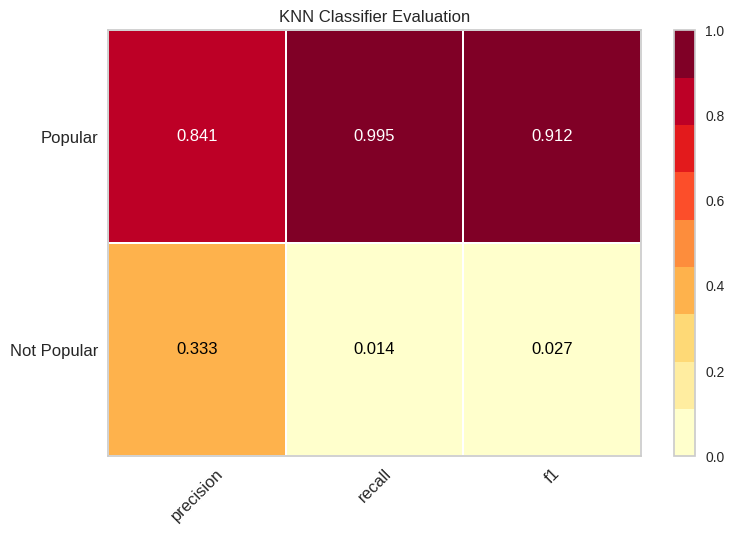 KNN Classifier Evaluation
1.0
Popular
0.841
0.995
0.912
0.8
0.6
0.4
Not Popular
0.333
0.014
0.027
0.2
0.0
precision
recall
f1